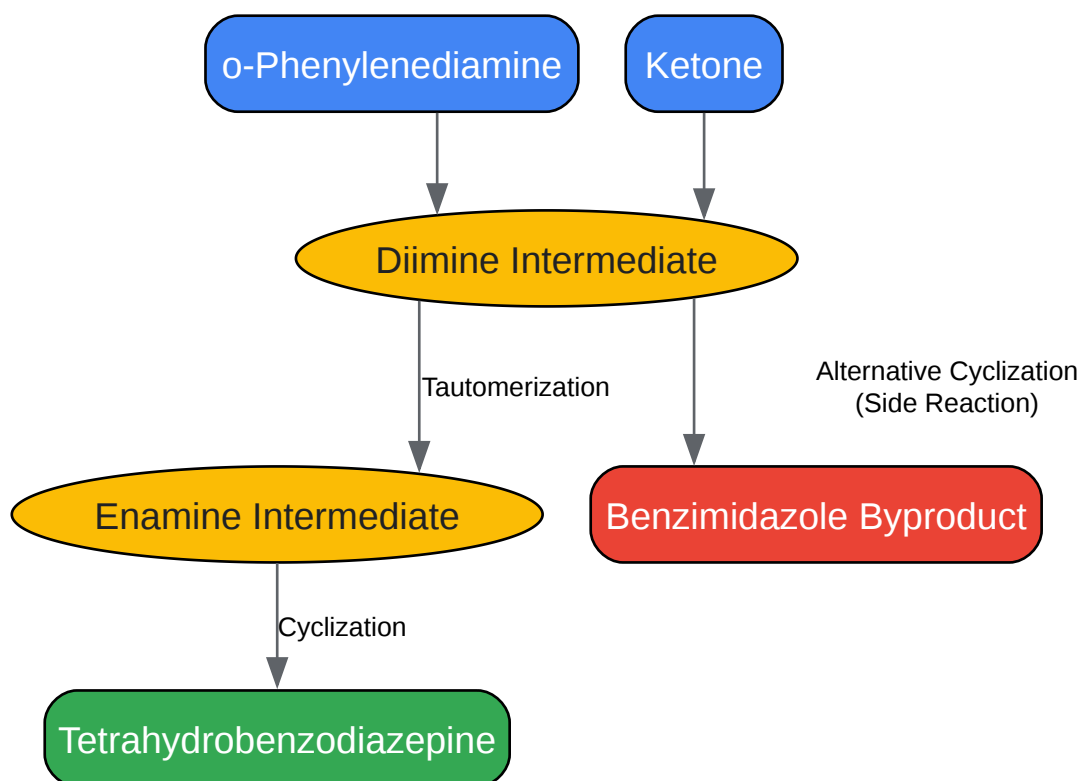 o-Phenylenediamine
Ketone
Diimine Intermediate
Tautomerization
Alternative Cyclization
(Side Reaction)
Enamine Intermediate
Benzimidazole Byproduct
Cyclization
Tetrahydrobenzodiazepine